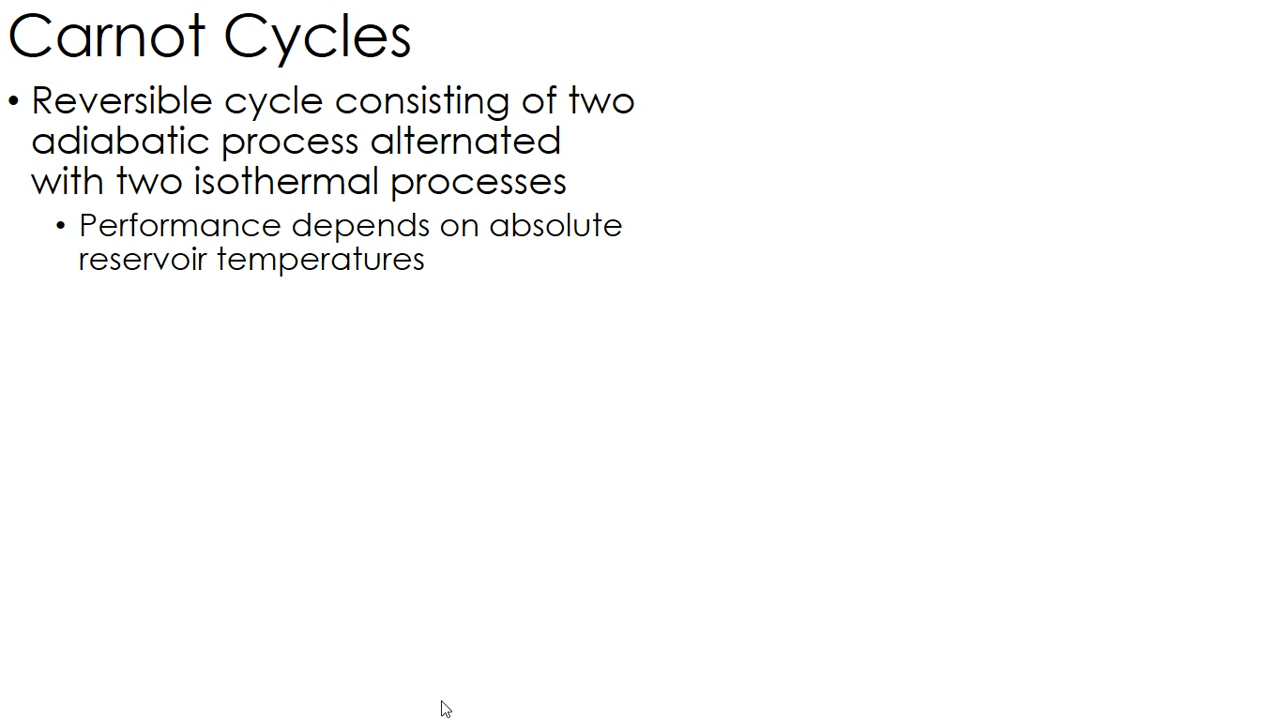 Carnot Cycles
• Reversible cycle consisting of two
adiabatic process alternated
with two isothermal processes
• Performance depends on absolute
reservoir temperatures